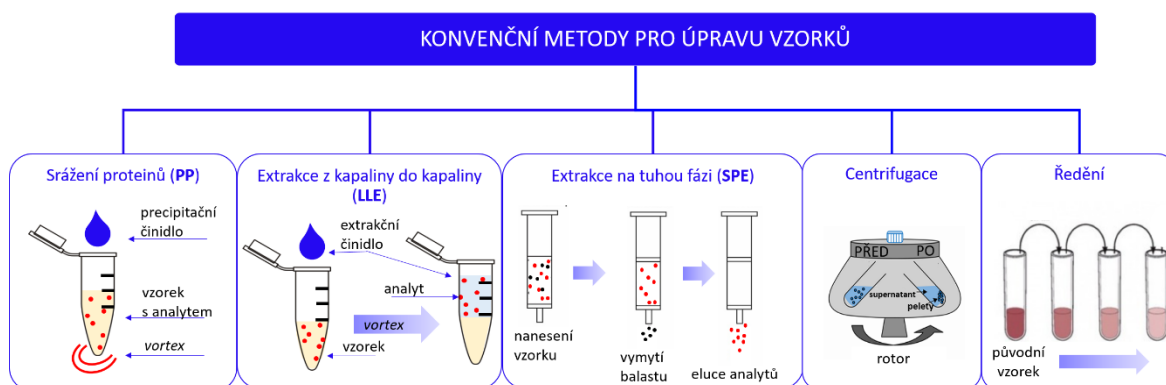 KONVENČNÍ METODY PRO ÚPRAVU VZORKŮ
Srážení proteinů (PP)
precipitační
činidlo
vzorek
s analytem
vortex
Extrakce z kapaliny do kapaliny
(LLE)
extrakční
činidlo
analyt
vortex
vzorek
Extrakce na tuhou fázi (SPE)
nanesení
vzorku
vymytí
balastu
eluce analytů
Centrifugace
PŘED PO
supernatant
pelety
rotor
Ředění
původní
vzorek